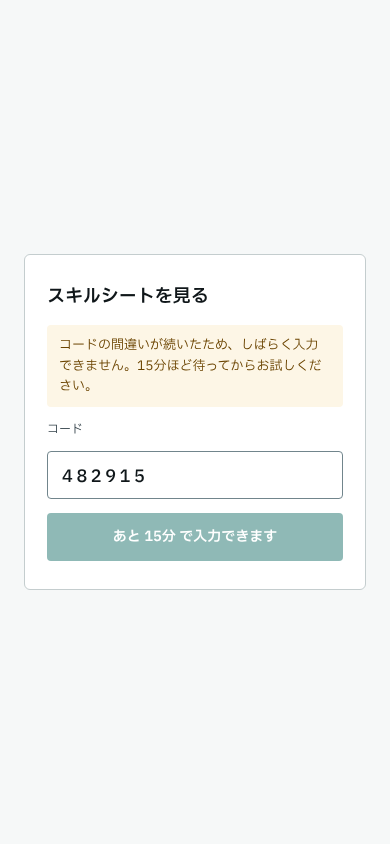 スキルシートを見る
コードの間違いが続いたため、しばらく入力
できません。15分ほど待ってからお試しくだ
さい。
コード
482915
あと 15分 で入力できます